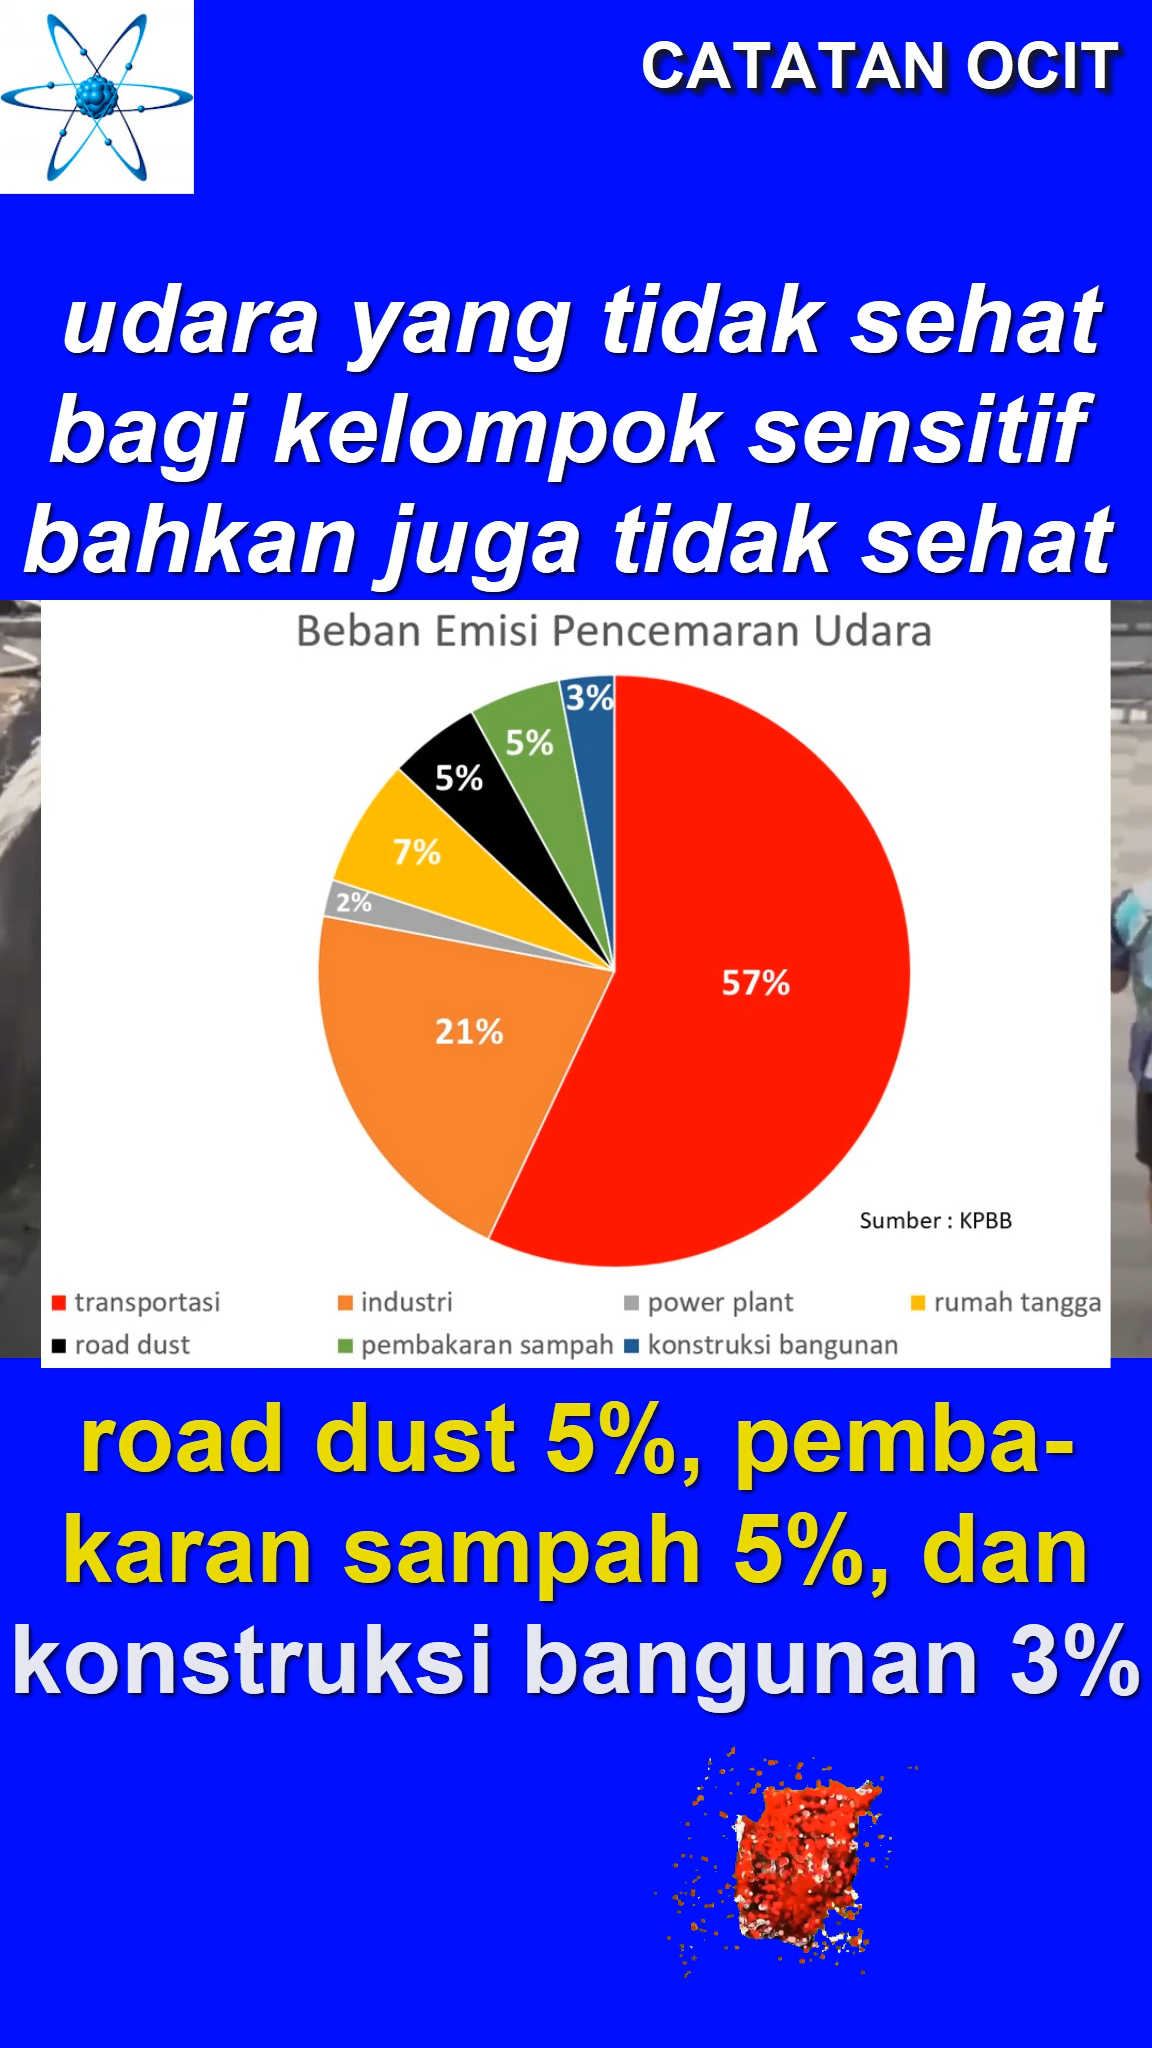 CATATAN OCIT
udara yang tidak sehat
bagi kelompok sensitif
bahkan juga tidak sehat
Beban Emisi Pencemaran Udara
3%
5%
5%
7%
2%
57%
21%
Sumber : KPBB
transportasi
industri
power plant
rumah tangga
road dust
pembakaran sampah
konstruksi bangunan
road dust 5%, pemba-
karan sampah 5%, dan
konstruksi bangunan 3%